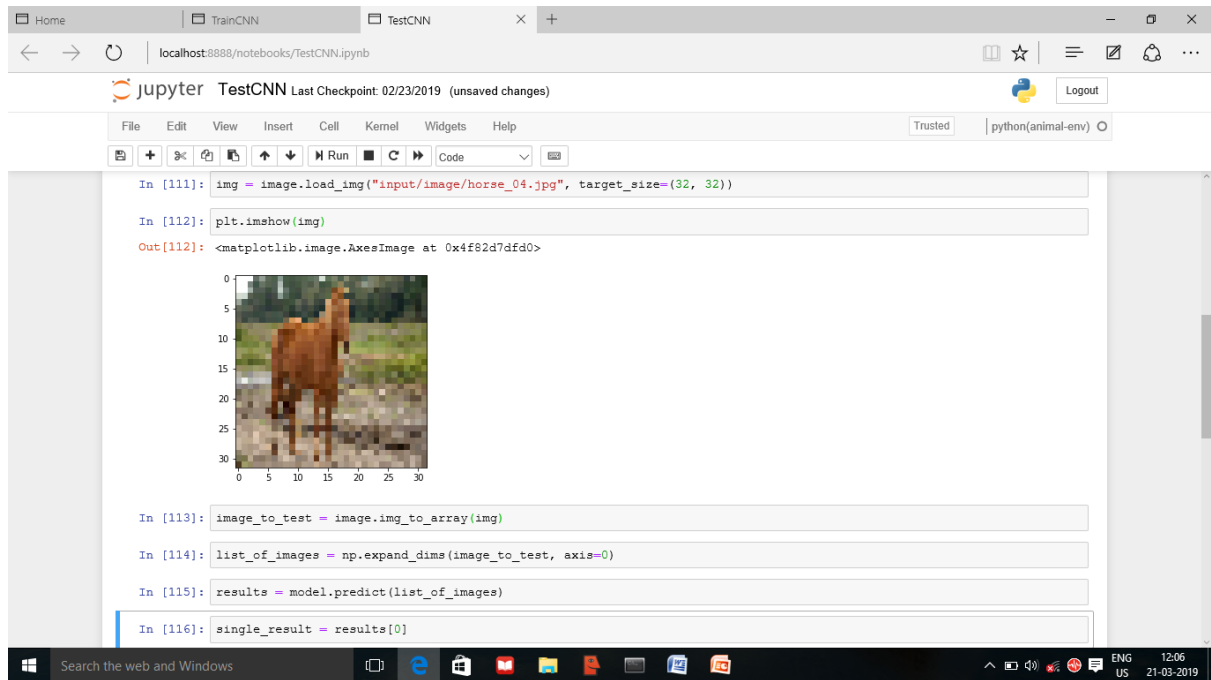 Home TrainCNN TestCNN
localhost:8888/notebooks/TestCNN.ipynb
jupyter TestCNN Last Checkpoint: 02/23/2019 (unsaved changes) Logout
File Edit View Insert Cell Kernel Widgets Help Trusted python(animal-env)
Run Code
In [111]: img = image.load_img("input/image/horse_04.jpg", target_size=(32, 32))
In [112]: plt.imshow(img)
Out[112]: <matplotlib.image.AxesImage at 0x4f82d7dfd0>
0
5
10
15
20
25
30
0 5 10 15 20 25 30
In [113]: image_to_test = image.img_to_array(img)
In [114]: list_of_images = np.expand_dims(image_to_test, axis=0)
In [115]: results = model.predict(list_of_images)
In [116]: single_result = results[0]
Search the web and Windows ENG 12:06
US 21-03-2019